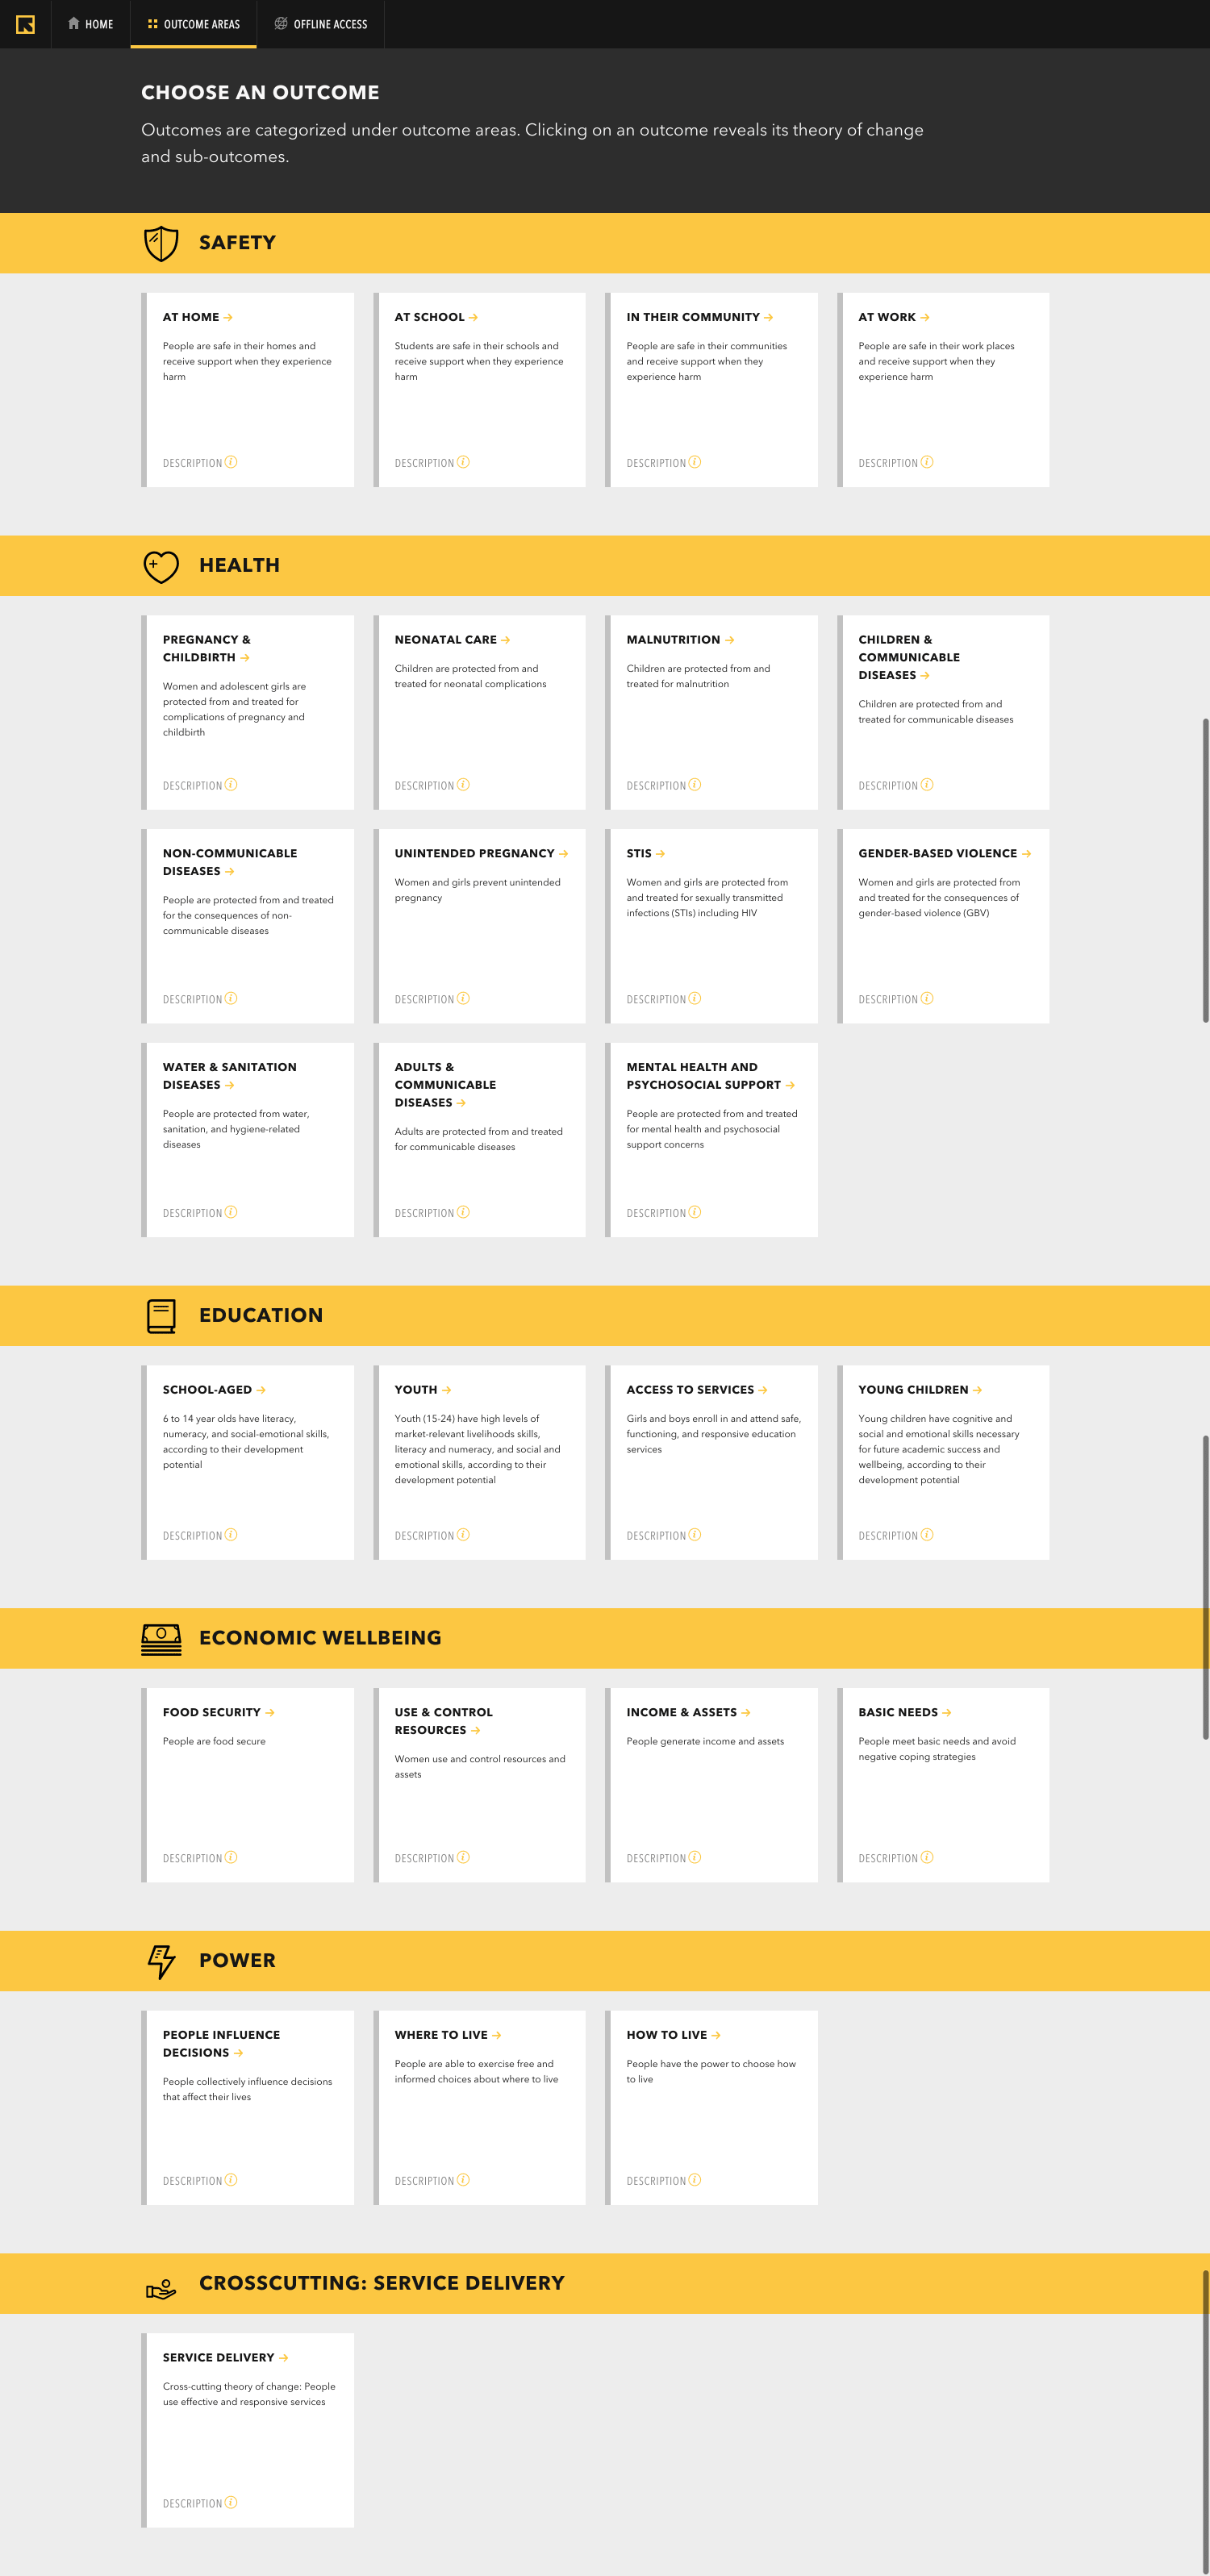 HOME
OUTCOME AREAS
OFFLINE ACCESS
CHOOSE AN OUTCOME
Outcomes are categorized under outcome areas. Clicking on an outcome reveals its theory of change
and sub-outcomes.
SAFETY
AT HOME →
People are safe in their homes and
receive support when they experience
harm
DESCRIPTION i
AT SCHOOL →
Students are safe in their schools and
receive support when they experience
harm
DESCRIPTION i
IN THEIR COMMUNITY →
People are safe in their communities
and receive support when they
experience harm
DESCRIPTION i
AT WORK →
People are safe in their work places
and receive support when they
experience harm
DESCRIPTION i
HEALTH
PREGNANCY &
CHILDBIRTH →
Women and adolescent girls are
protected from and treated for
complications of pregnancy and
childbirth
DESCRIPTION i
NEONATAL CARE →
Children are protected from and
treated for neonatal complications
DESCRIPTION i
MALNUTRITION →
Children are protected from and
treated for malnutrition
DESCRIPTION i
CHILDREN &
COMMUNICABLE
DISEASES →
Children are protected from and
treated for communicable diseases
DESCRIPTION i
NON-COMMUNICABLE
DISEASES →
People are protected from and treated
for the consequences of non-
communicable diseases
DESCRIPTION i
UNINTENDED PREGNANCY →
Women and girls prevent unintended
pregnancy
DESCRIPTION i
STIS →
Women and girls are protected from
and treated for sexually transmitted
infections (STIs) including HIV
DESCRIPTION i
GENDER-BASED VIOLENCE →
Women and girls are protected from
and treated for the consequences of
gender-based violence (GBV)
DESCRIPTION i
WATER & SANITATION
DISEASES →
People are protected from water,
sanitation, and hygiene-related
diseases
DESCRIPTION i
ADULTS &
COMMUNICABLE
DISEASES →
Adults are protected from and treated
for communicable diseases
DESCRIPTION i
MENTAL HEALTH AND
PSYCHOSOCIAL SUPPORT →
People are protected from and treated
for mental health and psychosocial
support concerns
DESCRIPTION i
EDUCATION
SCHOOL-AGED →
6 to 14 year olds have literacy,
numeracy, and social-emotional skills,
according to their development
potential
DESCRIPTION i
YOUTH →
Youth (15-24) have high levels of
market-relevant livelihoods skills,
literacy and numeracy, and social and
emotional skills, according to their
development potential
DESCRIPTION i
ACCESS TO SERVICES →
Girls and boys enroll in and attend safe,
functioning, and responsive education
services
DESCRIPTION i
YOUNG CHILDREN →
Young children have cognitive and
social and emotional skills necessary
for future academic success and
wellbeing, according to their
development potential
DESCRIPTION i
ECONOMIC WELLBEING
FOOD SECURITY →
People are food secure
DESCRIPTION i
USE & CONTROL
RESOURCES →
Women use and control resources and
assets
DESCRIPTION i
INCOME & ASSETS →
People generate income and assets
DESCRIPTION i
BASIC NEEDS →
People meet basic needs and avoid
negative coping strategies
DESCRIPTION i
POWER
PEOPLE INFLUENCE
DECISIONS →
People collectively influence decisions
that affect their lives
DESCRIPTION i
WHERE TO LIVE →
People are able to exercise free and
informed choices about where to live
DESCRIPTION i
HOW TO LIVE →
People have the power to choose how
to live
DESCRIPTION i
CROSSCUTTING: SERVICE DELIVERY
SERVICE DELIVERY →
Cross-cutting theory of change: People
use effective and responsive services
DESCRIPTION i